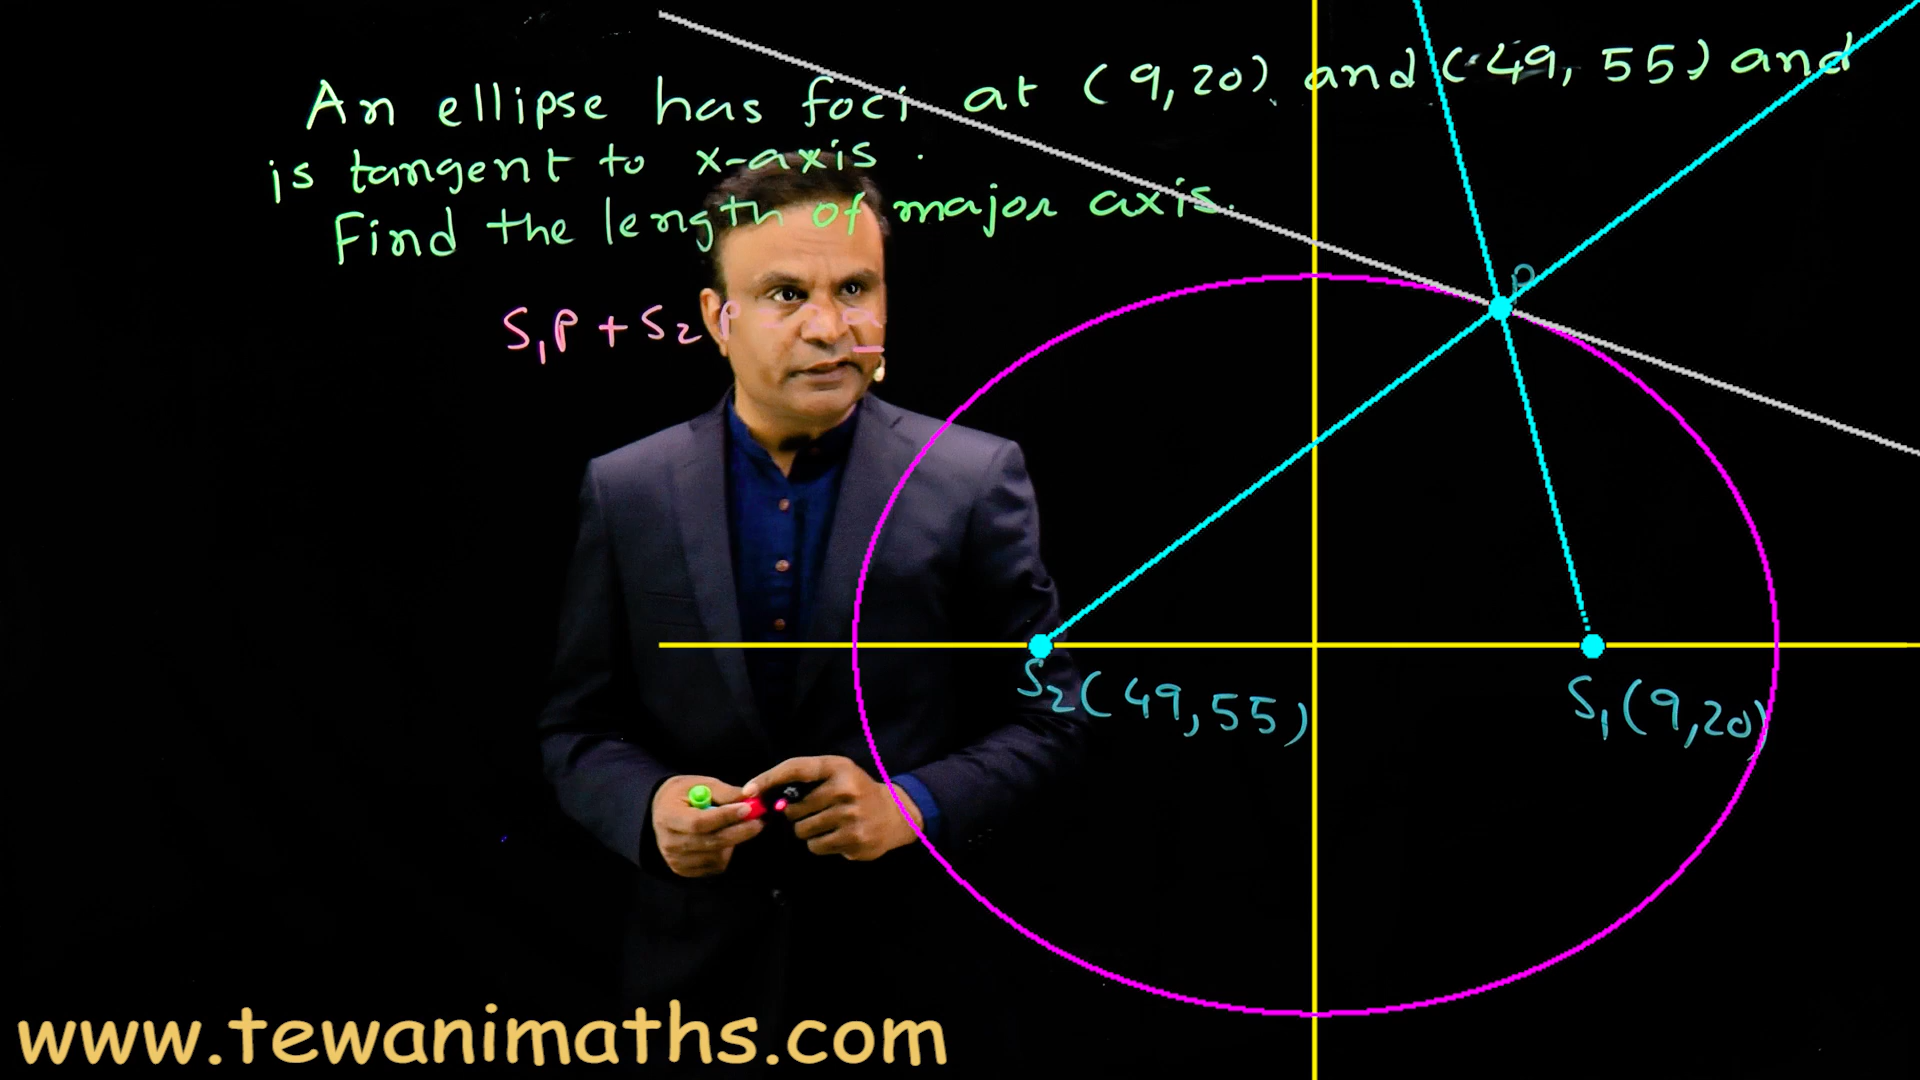 An ellipse has foci at (9,20) and (49,55) and
is tangent to x-axis.
Find the length of major axis.
S₁P + S₂P
P
S₂(49,55)
S₁(9,20)
www.tewanimaths.com